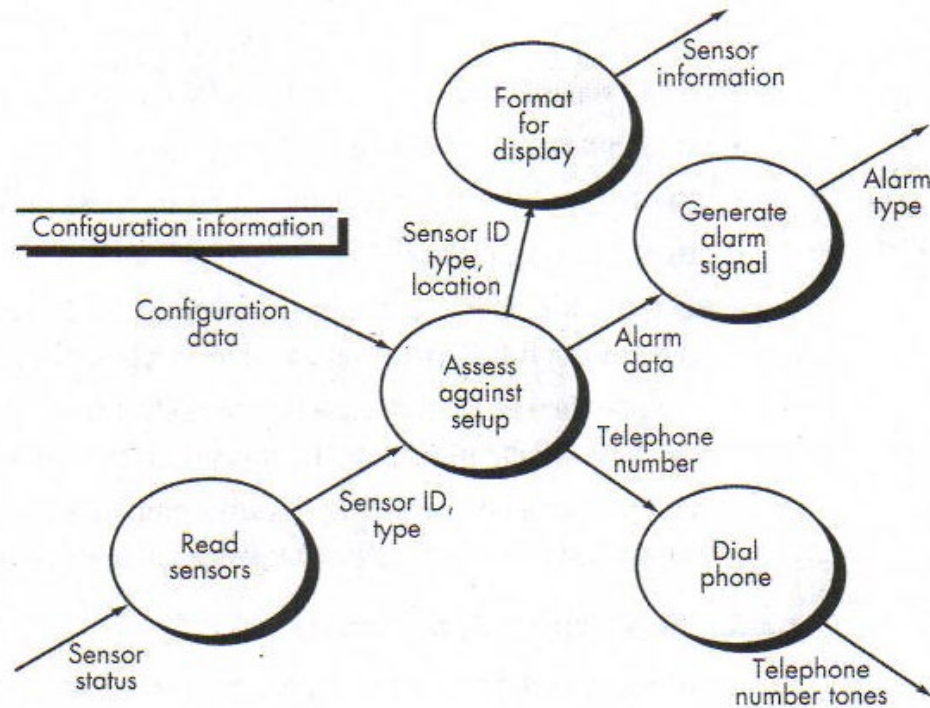 Sensor
information
Format
for
display
Alarm
type
Generate
alarm
signal
Configuration information
Sensor ID
type,
location
Configuration
data
Alarm
data
Assess
against
setup
Telephone
number
Sensor ID,
type
Read
sensors
Dial
phone
Sensor
status
Telephone
number tones